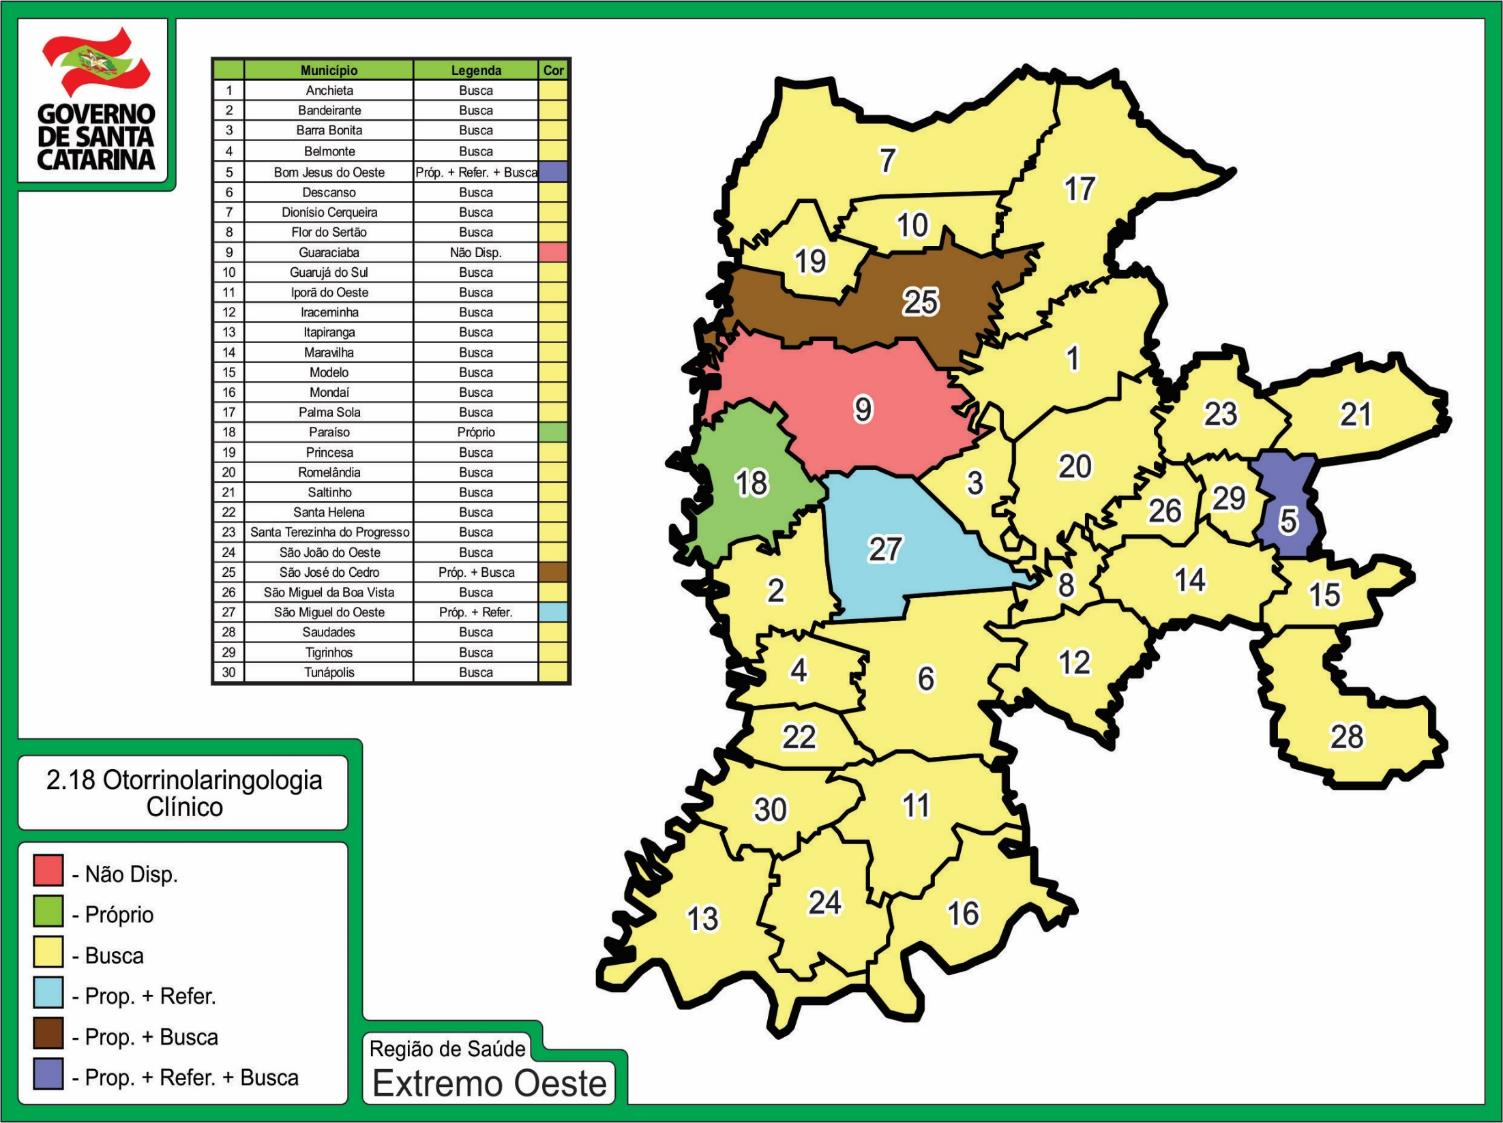 GOVERNO
DE SANTA
CATARINA
Município Legenda Cor
1 Anchieta Busca
2 Bandeirante Busca
3 Barra Bonita Busca
4 Belmonte Busca
5 Bom Jesus do Oeste Próp. + Refer. + Busca
6 Descanso Busca
7 Dionísio Cerqueira Busca
8 Flor do Sertão Busca
9 Guaraciaba Não Disp.
10 Guarujá do Sul Busca
11 Iporã do Oeste Busca
12 Iraceminha Busca
13 Itapiranga Busca
14 Maravilha Busca
15 Modelo Busca
16 Mondaí Busca
17 Palma Sola Busca
18 Paraíso Próprio
19 Princesa Busca
20 Romelândia Busca
21 Saltinho Busca
22 Santa Helena Busca
23 Santa Terezinha do Progresso Busca
24 São João do Oeste Busca
25 São José do Cedro Próp. + Busca
26 São Miguel da Boa Vista Busca
27 São Miguel do Oeste Próp. + Refer.
28 Saudades Busca
29 Tigrinhos Busca
30 Tunápolis Busca
7
17
10
19
25
1
9
23
21
18
3
20
26
29
5
27
2
8
14
15
4
6
12
22
28
30
11
13
24
16
2.18 Otorrinolaringologia
Clínico
- Não Disp.
- Próprio
- Busca
- Prop. + Refer.
- Prop. + Busca
- Prop. + Refer. + Busca
Região de Saúde
Extremo Oeste